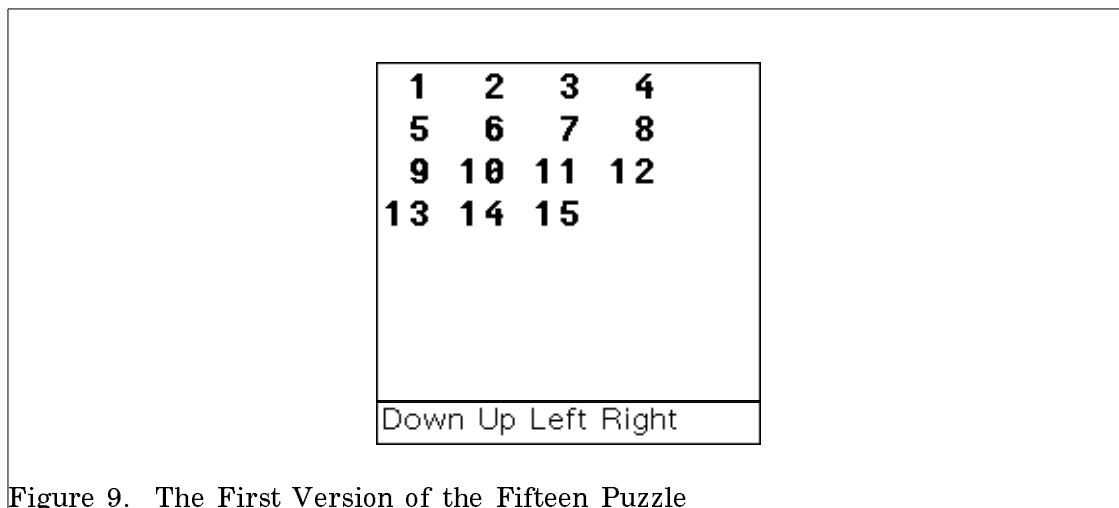 1 2 3 4
5 6 7 8
9 10 11 12
13 14 15
Down Up Left Right
Figure 9. The First Version of the Fifteen Puzzle